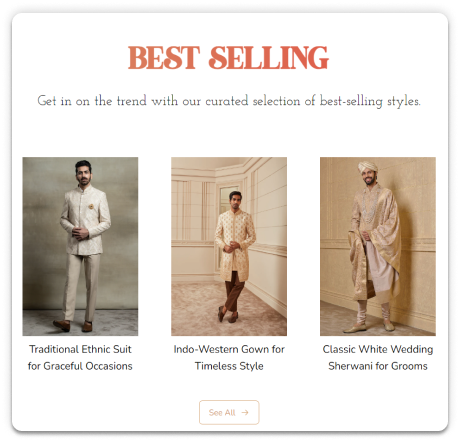 BEST SELLING
Get in on the trend with our curated selection of best-selling styles.
Traditional Ethnic Suit
for Graceful Occasions
Indo-Western Gown for
Timeless Style
Classic White Wedding
Sherwani for Grooms
See All →